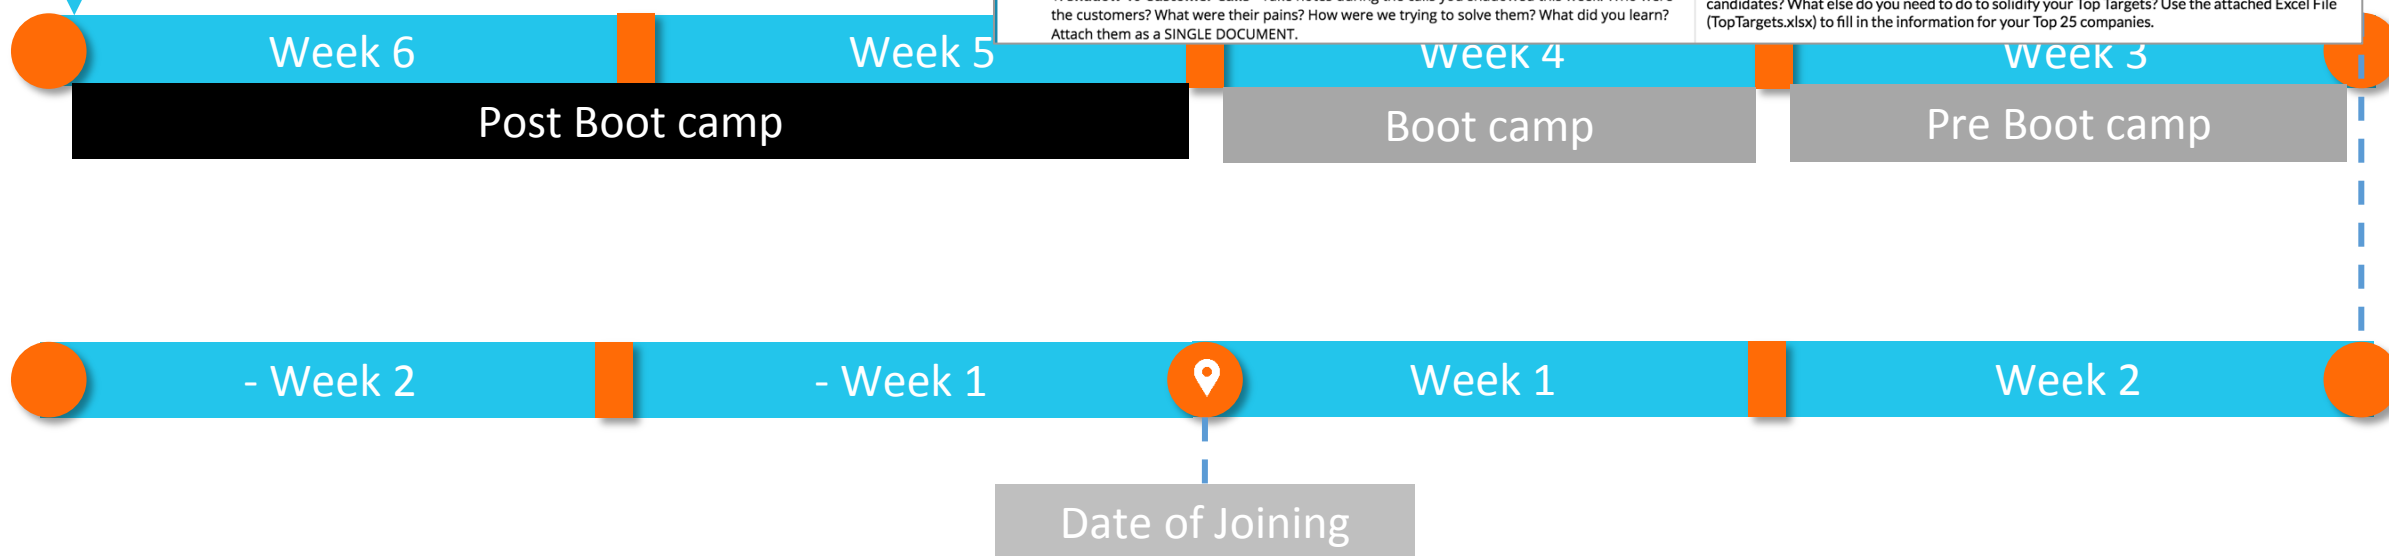 the customers? What were their pains? How were we trying to solve them? What did you learn?
Attach them as a SINGLE DOCUMENT.
candidates? What else do you need to do to solidify your Top Targets? Use the attached Excel File
(TopTargets.xlsx) to fill in the information for your Top 25 companies.
Week 6
Week 5
Week 4
Week 3
Post Boot camp
Boot camp
Pre Boot camp
- Week 2
- Week 1
Week 1
Week 2
Date of Joining